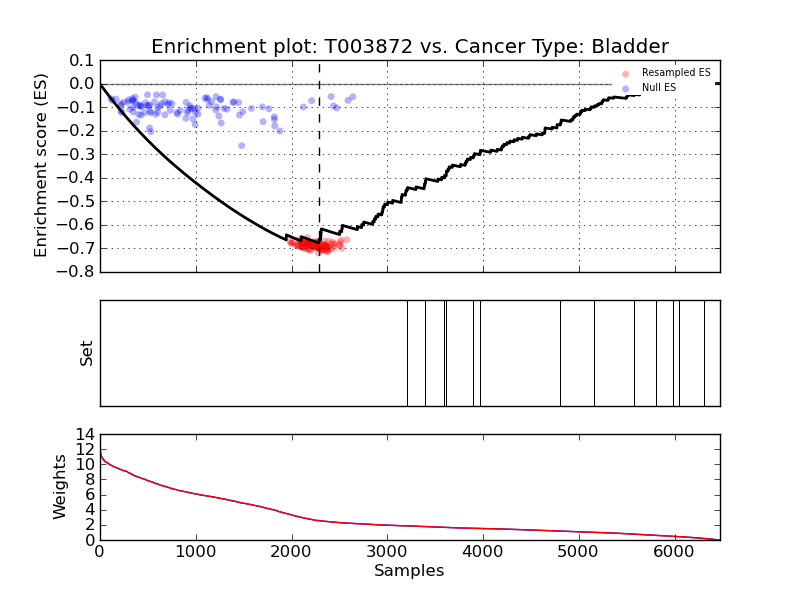 Enrichment plot: T003872 vs. Cancer Type: Bladder
Enrichment score (ES)
0.1
0.0
−0.1
−0.2
−0.3
−0.4
−0.5
−0.6
−0.7
−0.8
Resampled ES
Null ES
Set
Weights
14
12
10
8
6
4
2
0
0 1000 2000 3000 4000 5000 6000
Samples